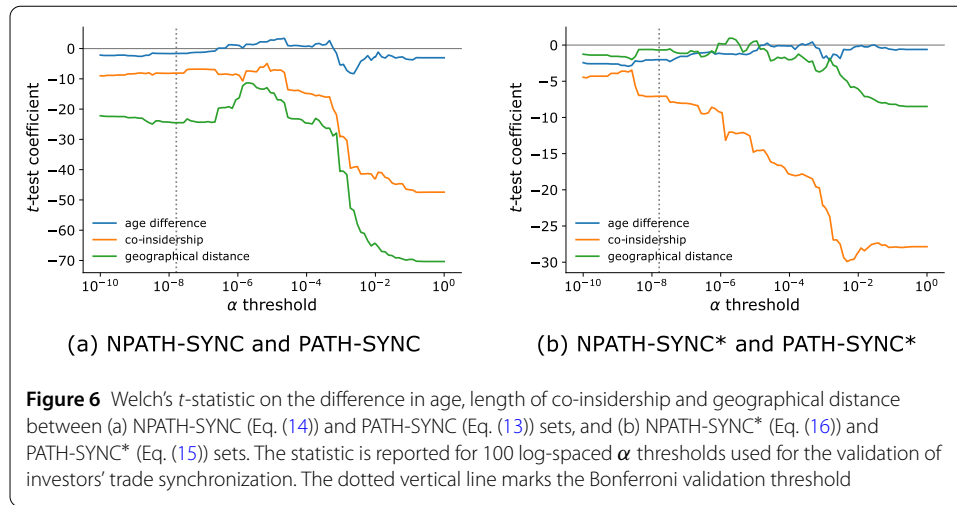 0
−10
−20
−30
−40
−50
−60
−70
t-test coefficient
age difference
co-insidership
geographical distance
10⁻¹⁰ 10⁻⁸ 10⁻⁶ 10⁻⁴ 10⁻² 10⁰
α threshold
(a) NPATH-SYNC and PATH-SYNC
0
−5
−10
−15
−20
−25
−30
t-test coefficient
age difference
co-insidership
geographical distance
10⁻¹⁰ 10⁻⁸ 10⁻⁶ 10⁻⁴ 10⁻² 10⁰
α threshold
(b) NPATH-SYNC* and PATH-SYNC*
Figure 6 Welch's t-statistic on the difference in age, length of co-insidership and geographical distance
between (a) NPATH-SYNC (Eq. (14)) and PATH-SYNC (Eq. (13)) sets, and (b) NPATH-SYNC* (Eq. (16)) and
PATH-SYNC* (Eq. (15)) sets. The statistic is reported for 100 log-spaced α thresholds used for the validation of
investors' trade synchronization. The dotted vertical line marks the Bonferroni validation threshold